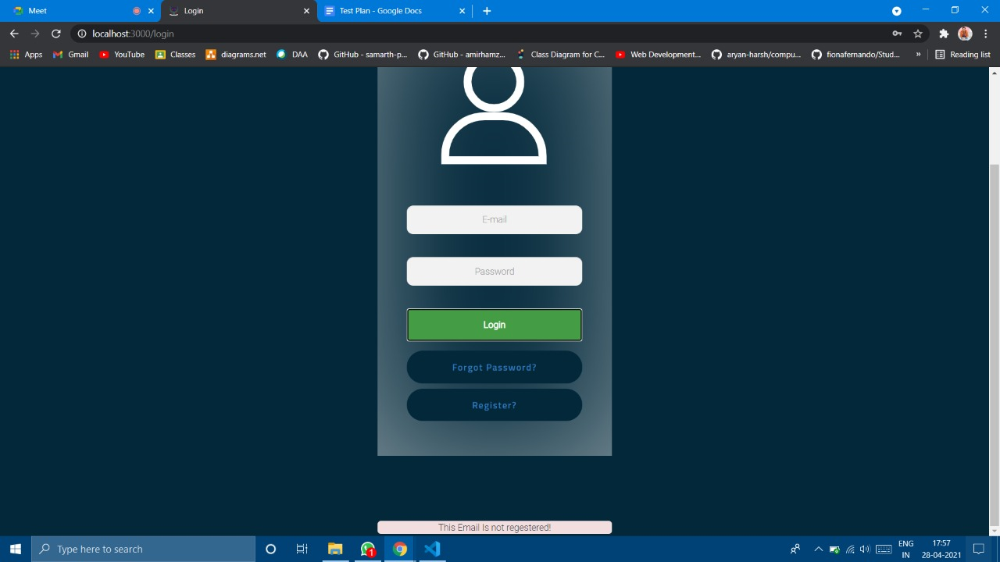 Meet
Login
Test Plan - Google Docs
localhost:3000/login
Apps
Gmail
YouTube
Classes
diagrams.net
DAA
GitHub - samarth-p...
GitHub - amirhamz...
Class Diagram for C...
Web Development...
aryan-harsh/compu...
fionafernando/Stud...
»
Reading list
E-mail
Password
Login
Forgot Password?
Register?
This Email Is not regestered!
Type here to search
1
ENG
IN
17:57
28-04-2021